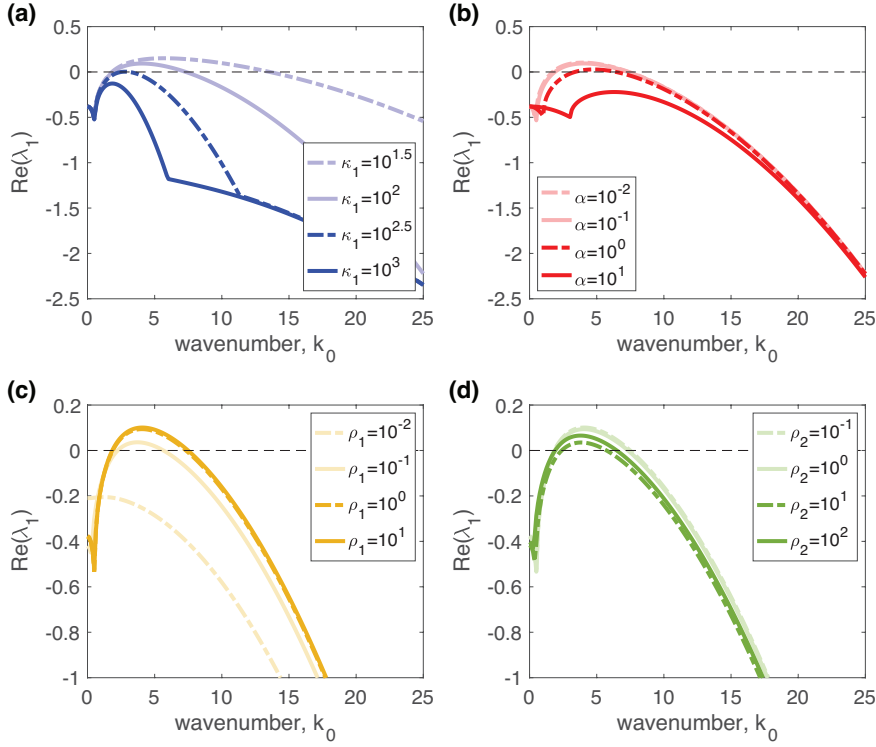 (a)
0.5
0
-0.5
-1
-1.5
-2
-2.5
Re(λ₁)
κ₁=10^1.5
κ₁=10^2
κ₁=10^2.5
κ₁=10^3
0 5 10 15 20 25
wavenumber, k₀
(b)
0.5
0
-0.5
-1
-1.5
-2
-2.5
Re(λ₁)
α=10^-2
α=10^-1
α=10^0
α=10^1
0 5 10 15 20 25
wavenumber, k₀
(c)
0.2
0
-0.2
-0.4
-0.6
-0.8
-1
Re(λ₁)
ρ₁=10^-2
ρ₁=10^-1
ρ₁=10^0
ρ₁=10^1
0 5 10 15 20 25
wavenumber, k₀
(d)
0.2
0
-0.2
-0.4
-0.6
-0.8
-1
Re(λ₁)
ρ₂=10^-1
ρ₂=10^0
ρ₂=10^1
ρ₂=10^2
0 5 10 15 20 25
wavenumber, k₀